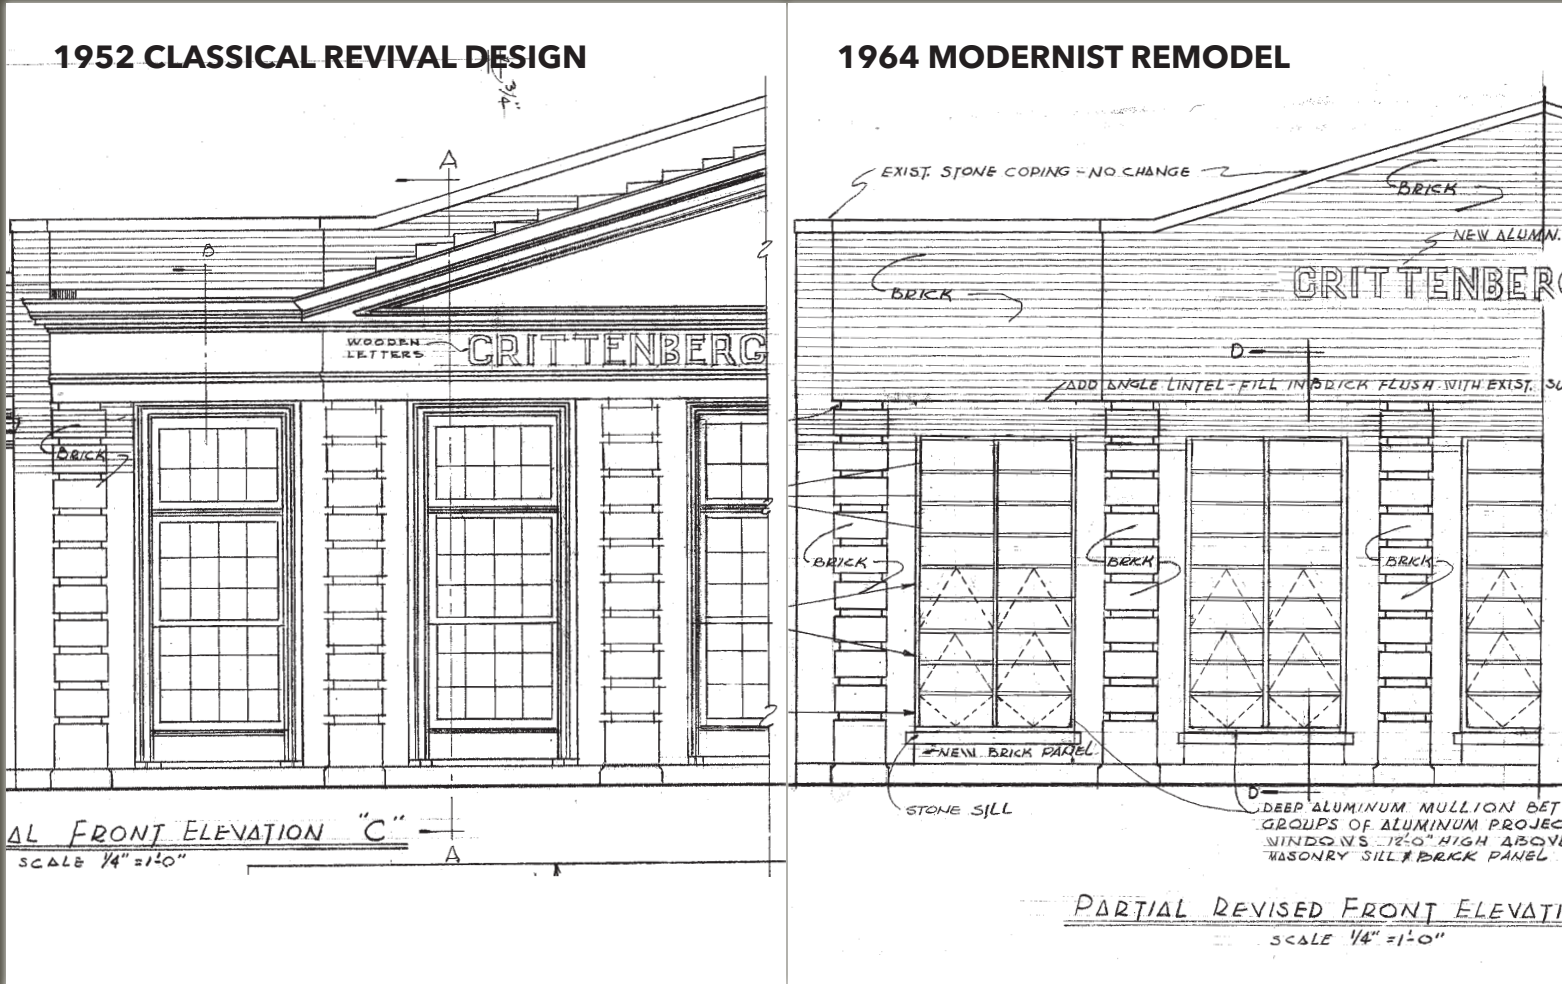 1952 CLASSICAL REVIVAL DESIGN
3/4"
A
B
WOODEN
LETTERS
CRITTENBERG
BRICK
AL FRONT ELEVATION "C"
SCALE 1/4" = 1'-0"
A
1964 MODERNIST REMODEL
EXIST. STONE COPING - NO CHANGE
BRICK
NEW ALUMN.
CRITTENBERG
BRICK
D
ADD ANGLE LINTEL - FILL IN BRICK FLUSH WITH EXIST. SU
BRICK
BRICK
BRICK
NEW BRICK PANEL
STONE SILL
D
DEEP ALUMINUM MULLION BET
GROUPS OF ALUMINUM PROJEC
WINDOWS 12'-0" HIGH ABOVE
MASONRY SILL & BRICK PANEL
PARTIAL REVISED FRONT ELEVATI
SCALE 1/4" = 1'-0"